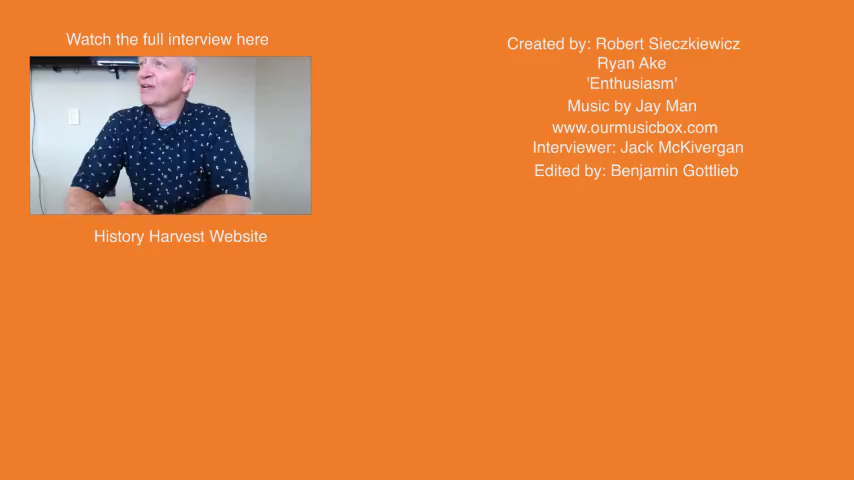 Watch the full interview here
History Harvest Website
Created by: Robert Sieczkiewicz
Ryan Ake
'Enthusiasm'
Music by Jay Man
www.ourmusicbox.com
Interviewer: Jack McKivergan
Edited by: Benjamin Gottlieb